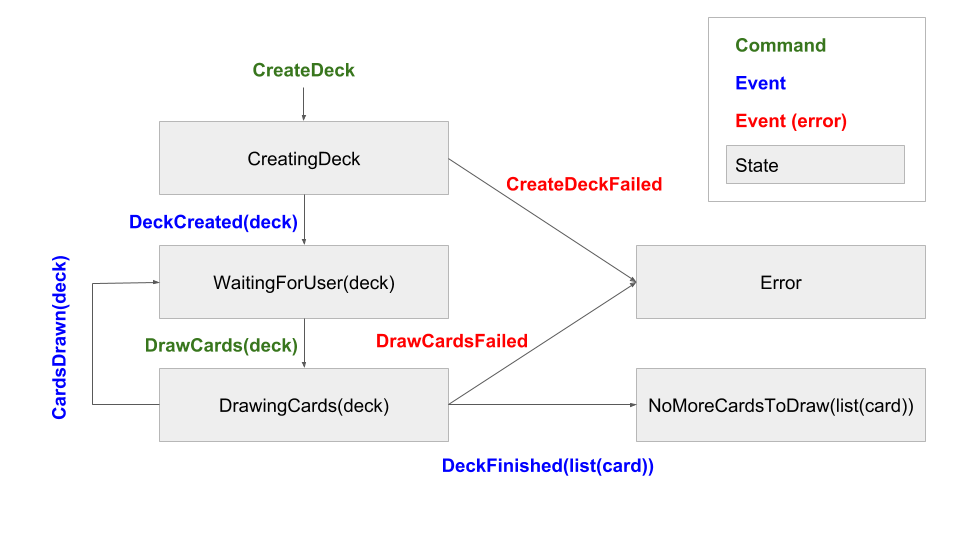 Command
CreateDeck
Event
Event (error)
CreatingDeck
State
CreateDeckFailed
DeckCreated(deck)
CardsDrawn(deck)
WaitingForUser(deck)
Error
DrawCards(deck)
DrawCardsFailed
DrawingCards(deck)
NoMoreCardsToDraw(list(card))
DeckFinished(list(card))